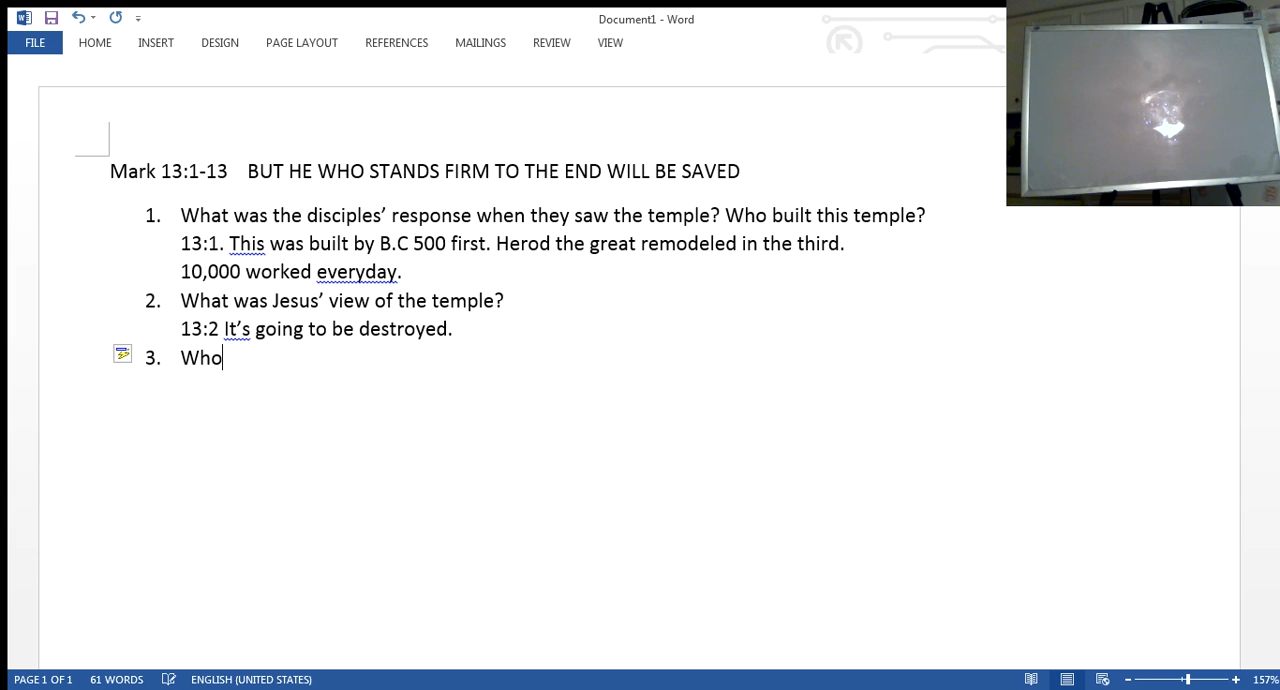 Document1 - Word
FILE HOME INSERT DESIGN PAGE LAYOUT REFERENCES MAILINGS REVIEW VIEW
Mark 13:1-13 BUT HE WHO STANDS FIRM TO THE END WILL BE SAVED
1. What was the disciples’ response when they saw the temple? Who built this temple?
13:1. This was built by B.C 500 first. Herod the great remodeled in the third.
10,000 worked everyday.
2. What was Jesus’ view of the temple?
13:2 It’s going to be destroyed.
3. Who
PAGE 1 OF 1 61 WORDS ENGLISH (UNITED STATES) 157%